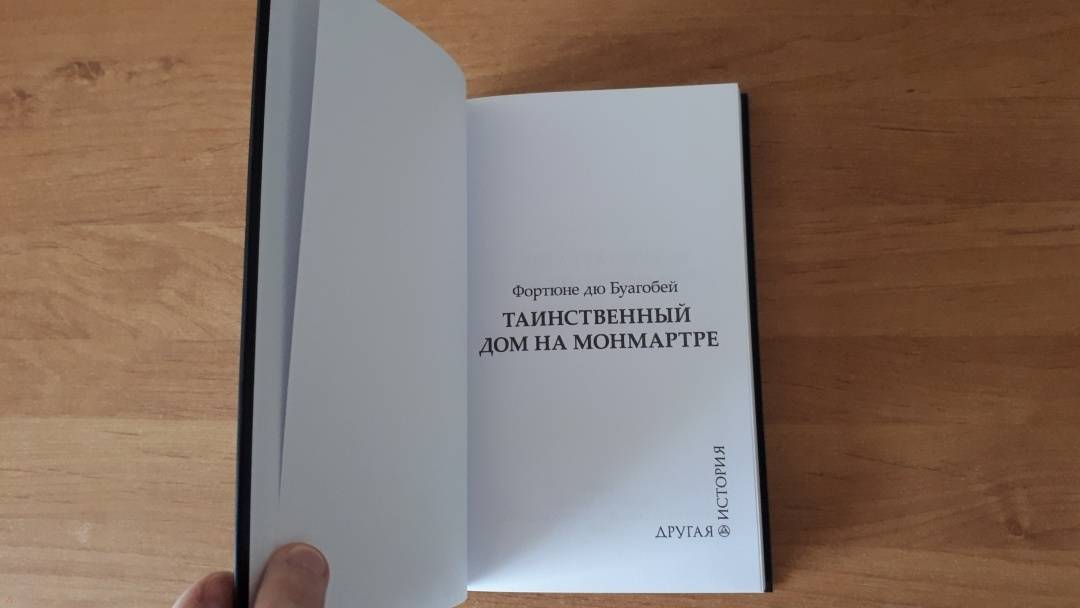 Фортюне дю Буагобей
ТАИНСТВЕННЫЙ
ДОМ НА МОНМАРТРЕ
ДРУГАЯ
ИСТОРИЯ